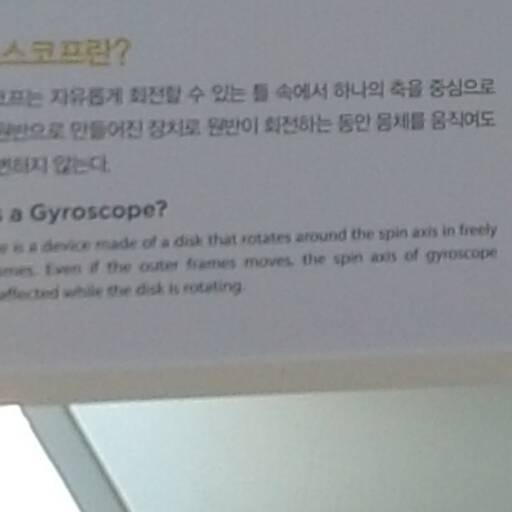 스코프란?
코프는 자유롭게 회전할 수 있는 틀 속에서 하나의 축을 중심으로
원반으로 만들어진 장치로 원반이 회전하는 동안 몸체를 움직여도
변하지 않는다.
s a Gyroscope?
e is a device made of a disk that rotates around the spin axis in freely
ames. Even if the outer frames moves, the spin axis of gyroscope
affected while the disk is rotating.